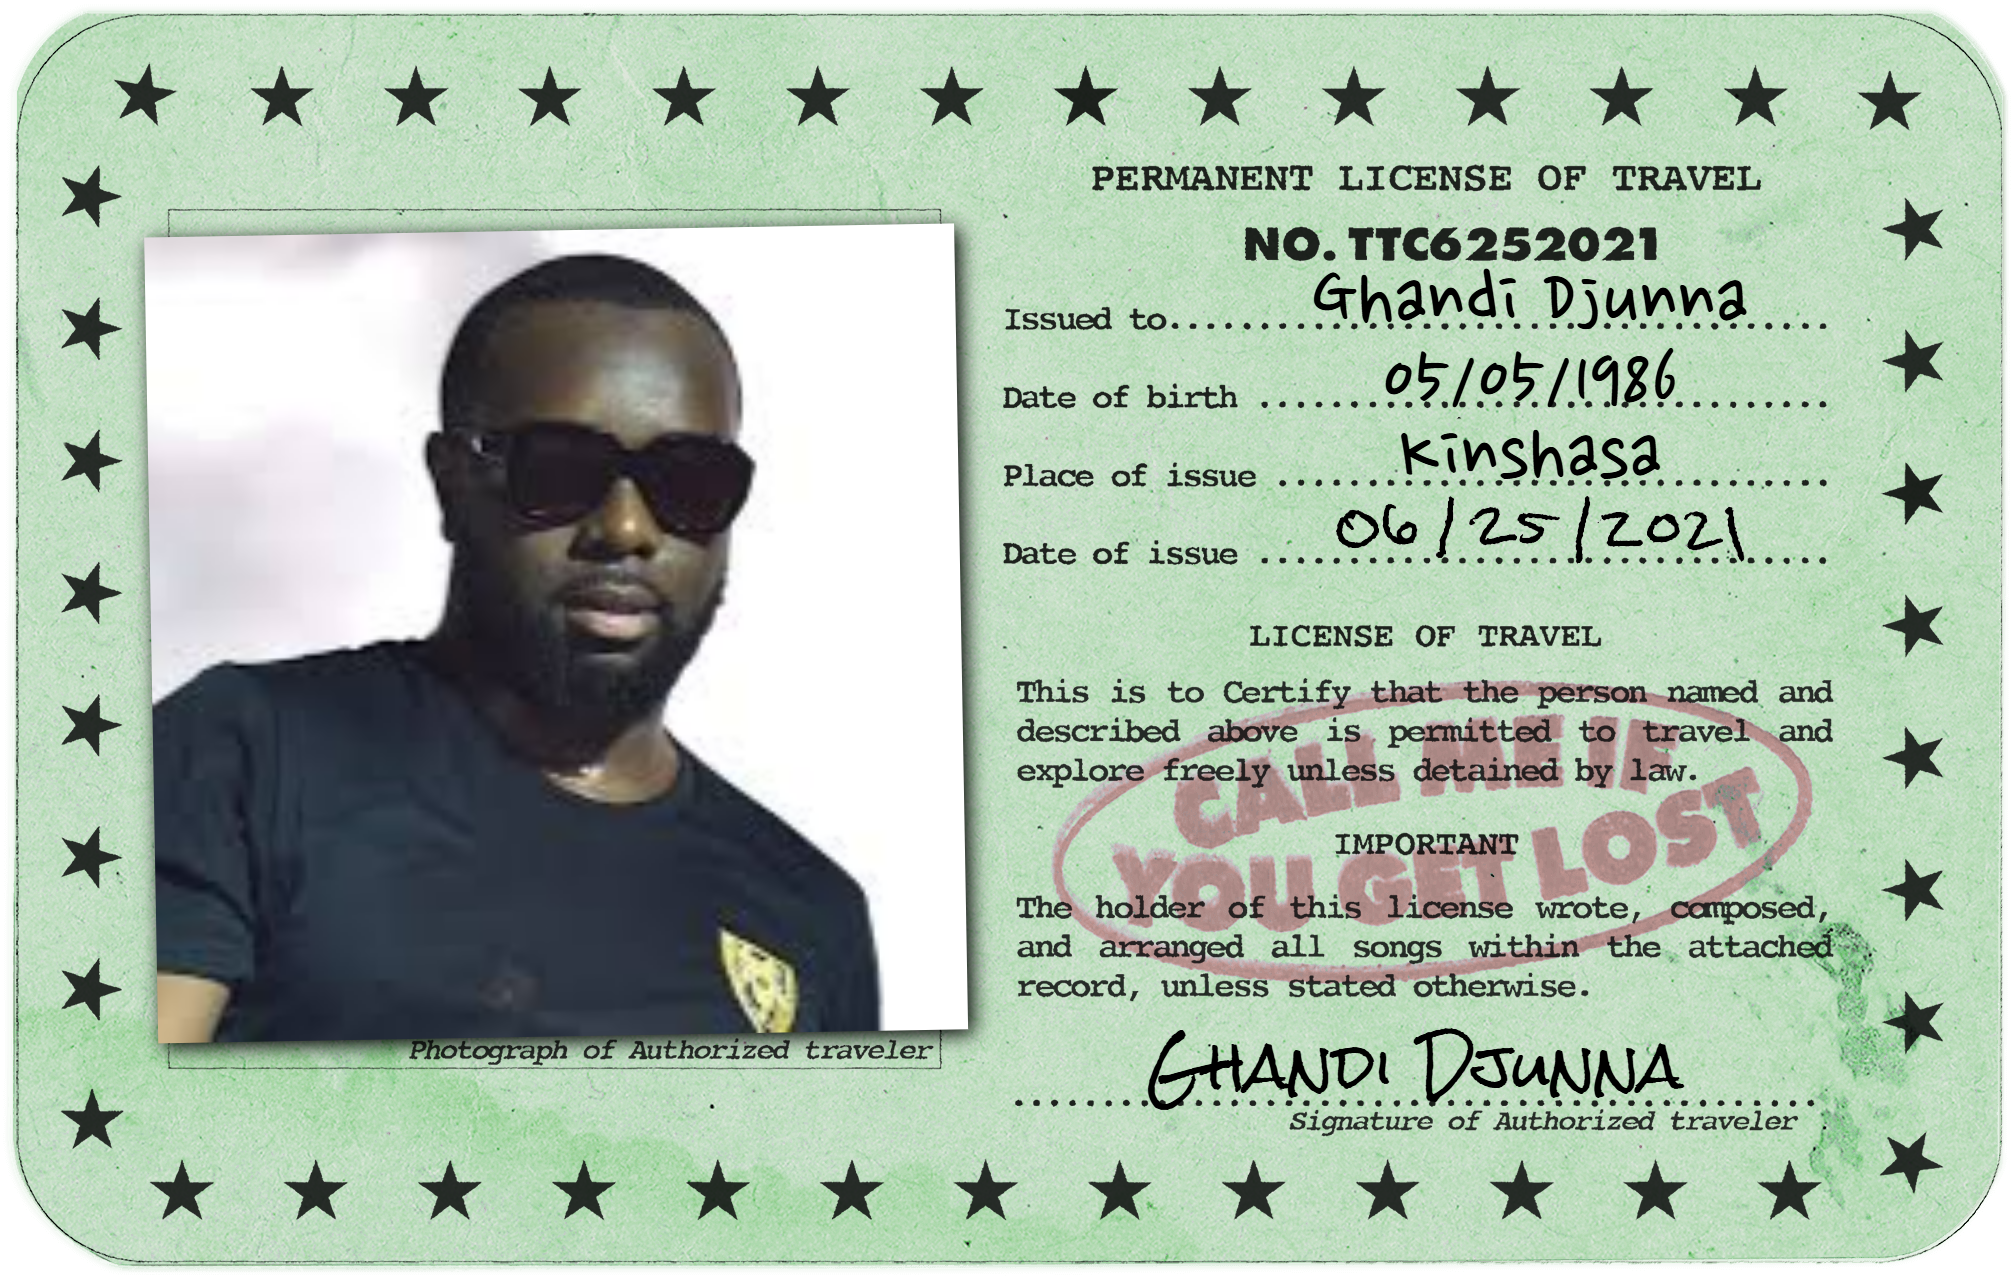 PERMANENT LICENSE OF TRAVEL
NO. TTC6252021
Issued to.......Ghandi Djunna.......
Date of birth .......05/05/1986.......
Place of issue .......Kinshasa.......
Date of issue .......06/25/2021.......
LICENSE OF TRAVEL
This is to Certify that the person named and
described above is permitted to travel and
explore freely unless detained by law.
CALL ME IF
YOU GET LOST
IMPORTANT
The holder of this license wrote, composed,
and arranged all songs within the attached
record, unless stated otherwise.
GHANDI DJUNNA
Signature of Authorized traveler
Photograph of Authorized traveler